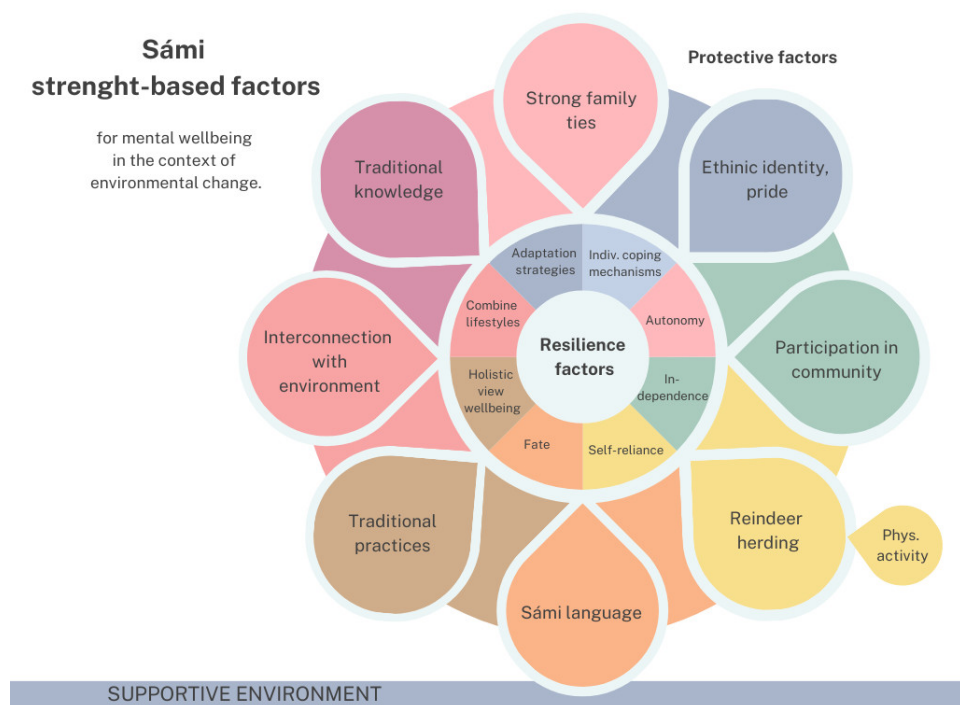 Sámi
strenght-based factors
for mental wellbeing
in the context of
environmental change.
Protective factors
Strong family
ties
Ethinic identity,
pride
Participation in
community
Reindeer
herding
Phys.
activity
Sámi language
Traditional
practices
Interconnection
with
environment
Traditional
knowledge
Resilience
factors
Adaptation
strategies
Indiv. coping
mechanisms
Autonomy
In-
dependence
Self-reliance
Fate
Holistic
view
wellbeing
Combine
lifestyles
SUPPORTIVE ENVIRONMENT